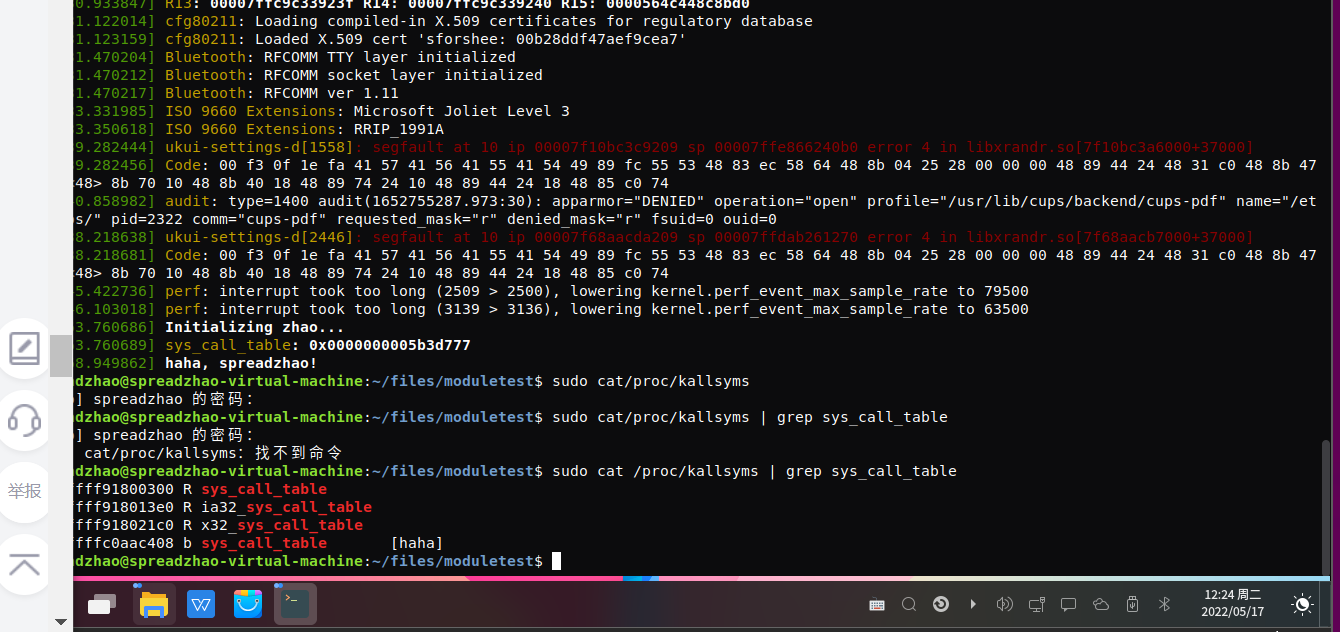 0.933847] R13: 00007ffc9c33923f R14: 00007ffc9c339240 R15: 0000564c448c8bd0
1.122014] cfg80211: Loading compiled-in X.509 certificates for regulatory database
1.123159] cfg80211: Loaded X.509 cert 'sforshee: 00b28ddf47aef9cea7'
1.470204] Bluetooth: RFCOMM TTY layer initialized
1.470212] Bluetooth: RFCOMM socket layer initialized
1.470217] Bluetooth: RFCOMM ver 1.11
3.331985] ISO 9660 Extensions: Microsoft Joliet Level 3
3.350618] ISO 9660 Extensions: RRIP_1991A
9.282444] ukui-settings-d[1558]: segfault at 10 ip 00007f10bc3c9209 sp 00007ffe866240b0 error 4 in libxrandr.so[7f10bc3a6000+37000]
9.282456] Code: 00 f3 0f 1e fa 41 57 41 56 41 55 41 54 49 89 fc 55 53 48 83 ec 58 64 48 8b 04 25 28 00 00 00 48 89 44 24 48 31 c0 48 8b 47
<48> 8b 70 10 48 8b 40 18 48 89 74 24 10 48 89 44 24 18 48 85 c0 74
0.858982] audit: type=1400 audit(1652755287.973:30): apparmor="DENIED" operation="open" profile="/usr/lib/cups/backend/cups-pdf" name="/et
s/" pid=2322 comm="cups-pdf" requested_mask="r" denied_mask="r" fsuid=0 ouid=0
8.218638] ukui-settings-d[2446]: segfault at 10 ip 00007f68aacda209 sp 00007ffdab261270 error 4 in libxrandr.so[7f68aacb7000+37000]
8.218681] Code: 00 f3 0f 1e fa 41 57 41 56 41 55 41 54 49 89 fc 55 53 48 83 ec 58 64 48 8b 04 25 28 00 00 00 48 89 44 24 48 31 c0 48 8b 47
<48> 8b 70 10 48 8b 40 18 48 89 74 24 10 48 89 44 24 18 48 85 c0 74
5.422736] perf: interrupt took too long (2509 > 2500), lowering kernel.perf_event_max_sample_rate to 79500
6.103018] perf: interrupt took too long (3139 > 3136), lowering kernel.perf_event_max_sample_rate to 63500
3.760686] Initializing zhao...
3.760689] sys_call_table: 0x0000000005b3d777
8.949862] haha, spreadzhao!
dzhao@spreadzhao-virtual-machine:~/files/moduletest$ sudo cat/proc/kallsyms
] spreadzhao 的密码:
dzhao@spreadzhao-virtual-machine:~/files/moduletest$ sudo cat/proc/kallsyms | grep sys_call_table
] spreadzhao 的密码:
cat/proc/kallsyms: 找不到命令
dzhao@spreadzhao-virtual-machine:~/files/moduletest$ sudo cat /proc/kallsyms | grep sys_call_table
fff91800300 R sys_call_table
fff918013e0 R ia32_sys_call_table
fff918021c0 R x32_sys_call_table
fffc0aac408 b sys_call_table [haha]
dzhao@spreadzhao-virtual-machine:~/files/moduletest$
举报
12:24 周二
2022/05/17